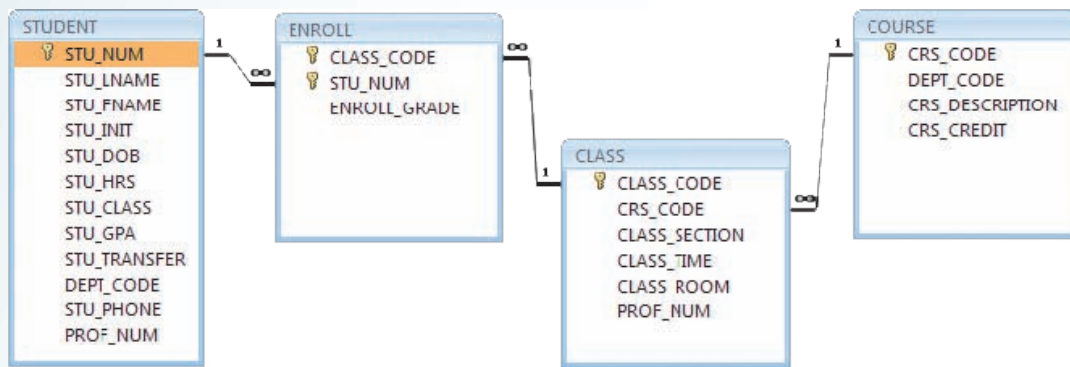 STUDENT
STU_NUM
STU_LNAME
STU_FNAME
STU_INIT
STU_DOB
STU_HRS
STU_CLASS
STU_GPA
STU_TRANSFER
DEPT_CODE
STU_PHONE
PROF_NUM
1
∞
ENROLL
CLASS_CODE
STU_NUM
ENROLL_GRADE
∞
1
CLASS
CLASS_CODE
CRS_CODE
CLASS_SECTION
CLASS_TIME
CLASS_ROOM
PROF_NUM
∞
1
COURSE
CRS_CODE
DEPT_CODE
CRS_DESCRIPTION
CRS_CREDIT